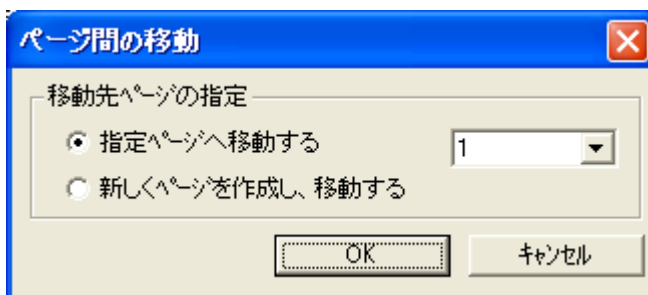 ページ間の移動
移動先ﾍﾟｰｼﾞの指定
指定ﾍﾟｰｼﾞへ移動する 1
新しくﾍﾟｰｼﾞを作成し、移動する
OK ｷｬﾝｾﾙ